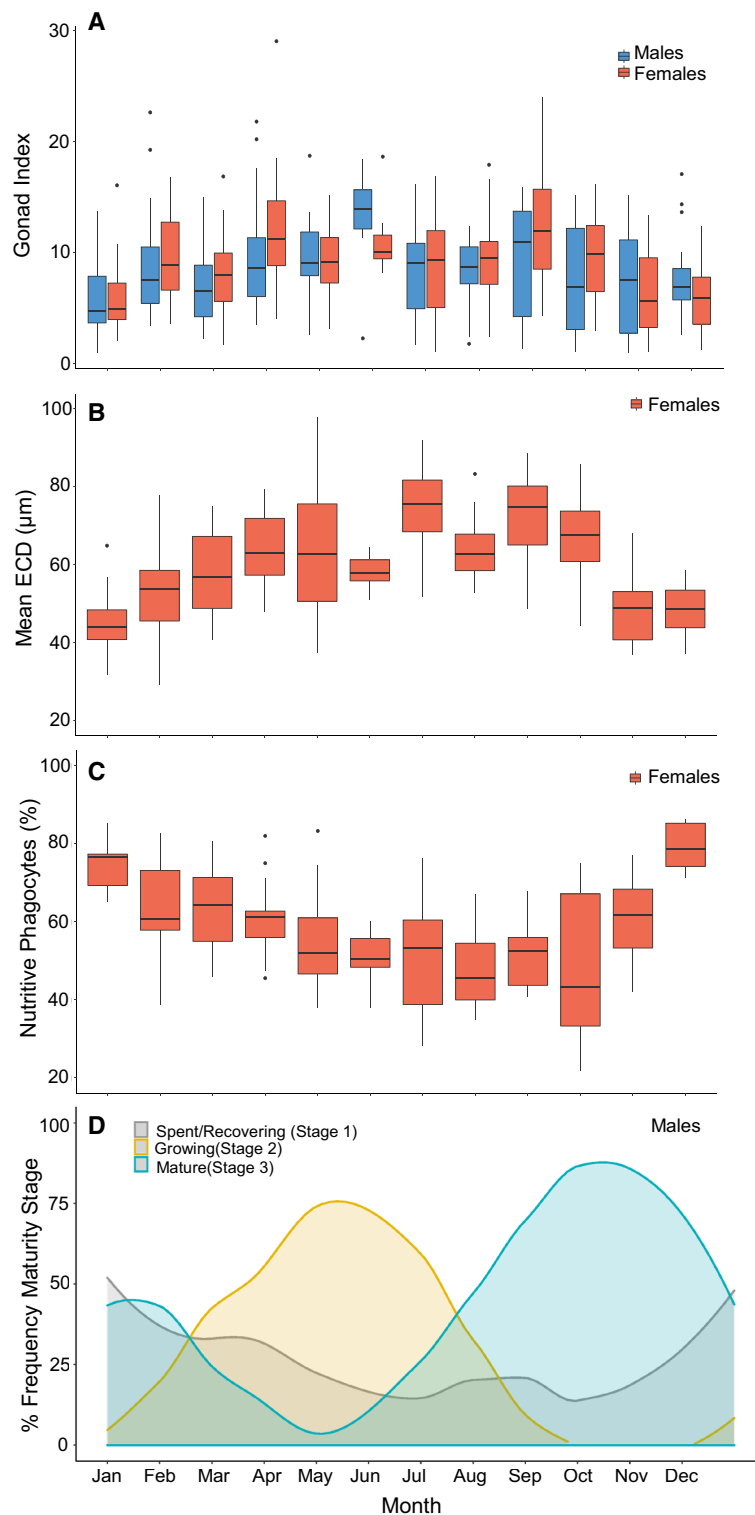 A
30
20
10
0
Gonad Index
Males
Females
B
100
80
60
40
20
Mean ECD (µm)
Females
C
100
80
60
40
20
Nutritive Phagocytes (%)
Females
D
100
75
50
25
0
% Frequency Maturity Stage
Spent/Recovering (Stage 1)
Growing(Stage 2)
Mature(Stage 3)
Males
Jan Feb Mar Apr May Jun Jul Aug Sep Oct Nov Dec
Month